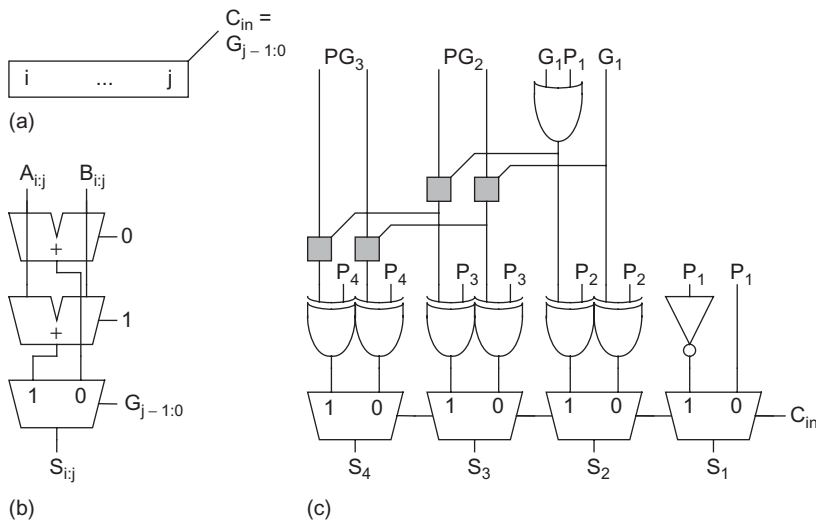 C_in =
G_j – 1:0
i ... j
(a)
A_i:j B_i:j
+ 0
+ 1
1 0 G_j – 1:0
S_i:j
(b)
PG_3 PG_2 G_1 P_1 G_1
P_4 P_4 P_3 P_3 P_2 P_2 P_1 P_1
1 0 1 0 1 0 1 0 C_in
S_4 S_3 S_2 S_1
(c)